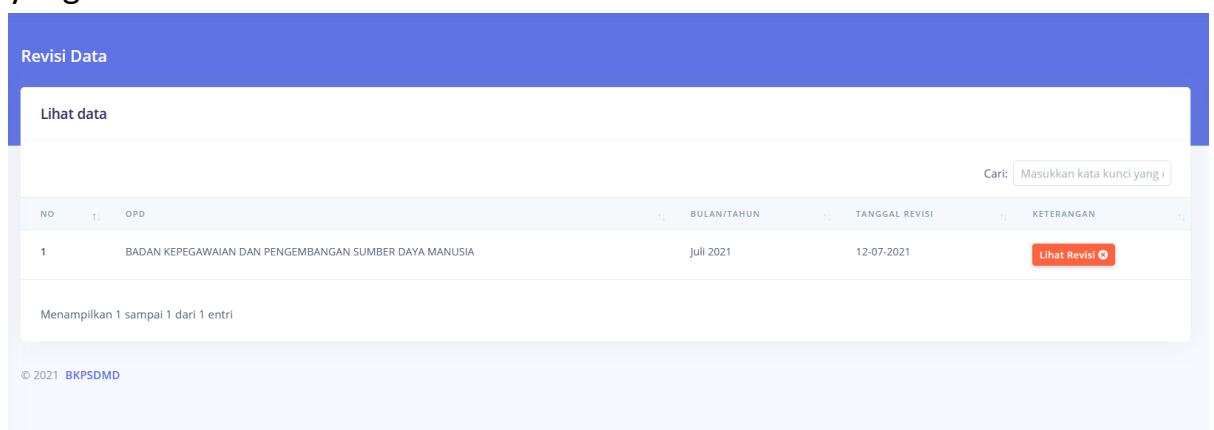 Revisi Data
Lihat data
Cari: Masukkan kata kunci yang
NO OPD BULAN/TAHUN TANGGAL REVISI KETERANGAN
1 BADAN KEPEGAWAIAN DAN PENGEMBANGAN SUMBER DAYA MANUSIA Juli 2021 12-07-2021 Lihat Revisi
Menampilkan 1 sampai 1 dari 1 entri
© 2021 BKPSDMD